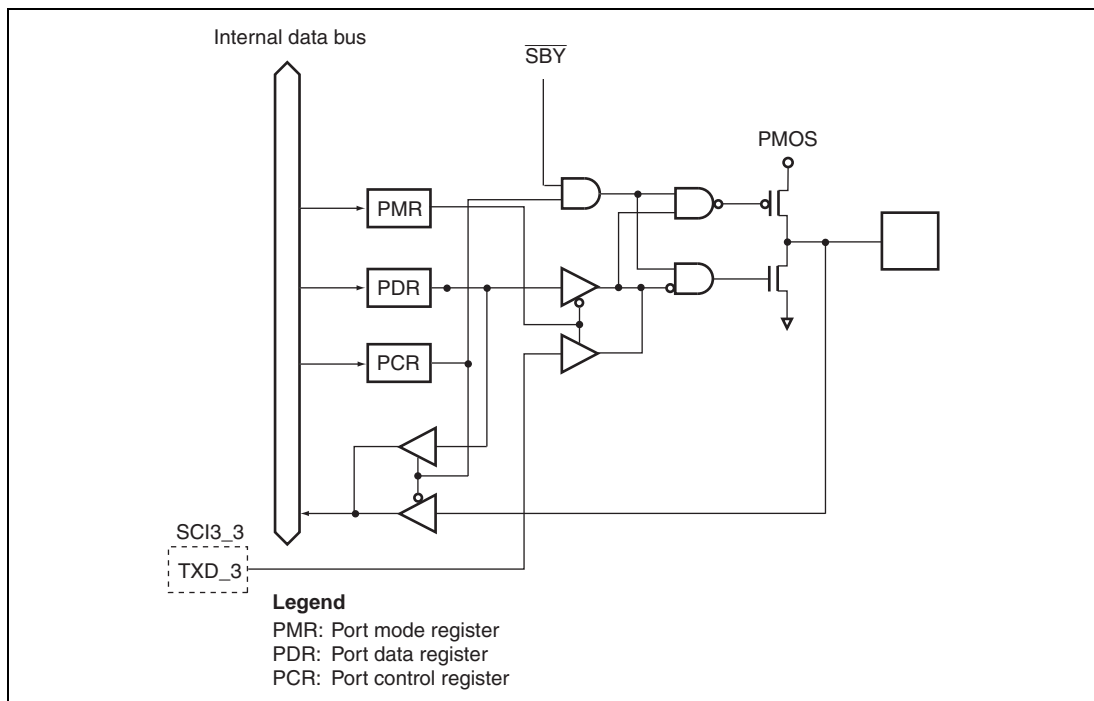 Internal data bus
SBY
PMOS
PMR
PDR
PCR
SCI3_3
TXD_3
Legend
PMR: Port mode register
PDR: Port data register
PCR: Port control register